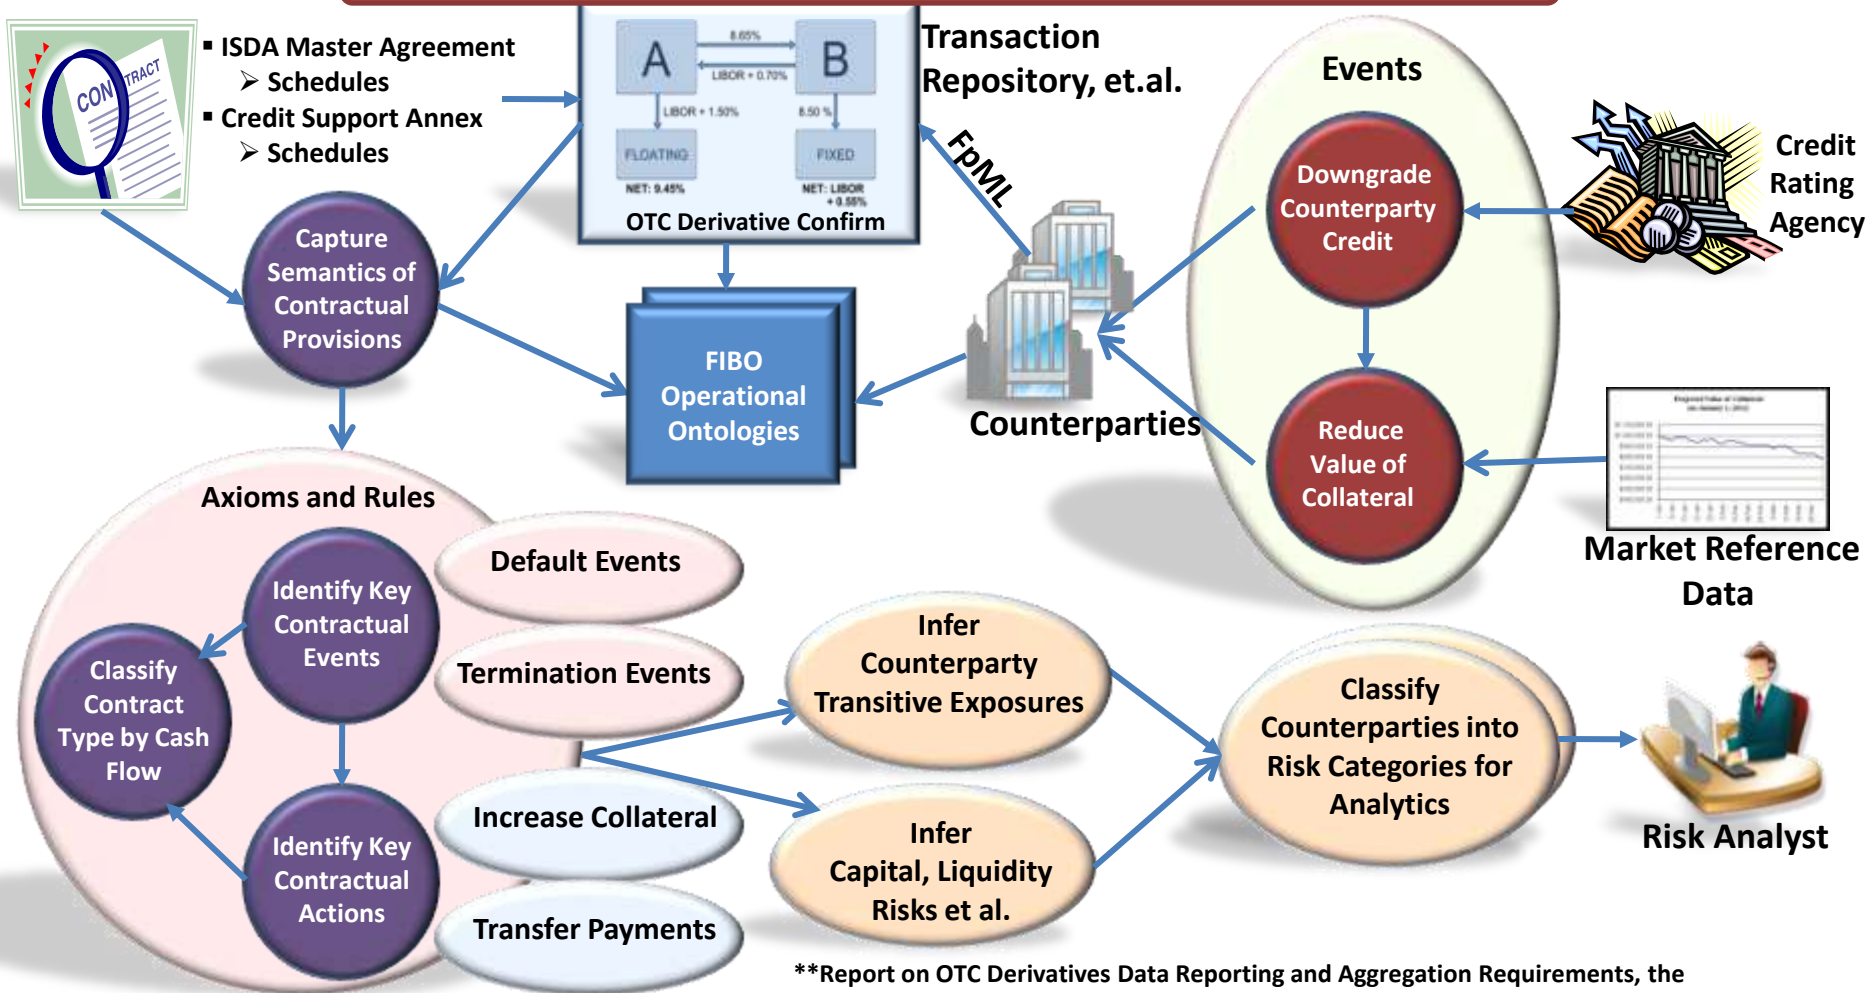 CONTRACT
▪ ISDA Master Agreement
➢ Schedules
▪ Credit Support Annex
➢ Schedules
A
8.65%
B
LIBOR + 0.70%
LIBOR + 1.50%
8.50 %
FLOATING
FIXED
NET: 9.45%
NET: LIBOR
+ 0.55%
OTC Derivative Confirm
Transaction
Repository, et.al.
FpML
Events
Downgrade
Counterparty
Credit
Credit
Rating
Agency
Capture
Semantics of
Contractual
Provisions
FIBO
Operational
Ontologies
Counterparties
Reduce
Value of
Collateral
Market Reference
Data
Axioms and Rules
Identify Key
Contractual
Events
Classify
Contract
Type by Cash
Flow
Identify Key
Contractual
Actions
Default Events
Termination Events
Increase Collateral
Transfer Payments
Infer
Counterparty
Transitive Exposures
Infer
Capital, Liquidity
Risks et al.
Classify
Counterparties into
Risk Categories for
Analytics
Risk Analyst
**Report on OTC Derivatives Data Reporting and Aggregation Requirements, the